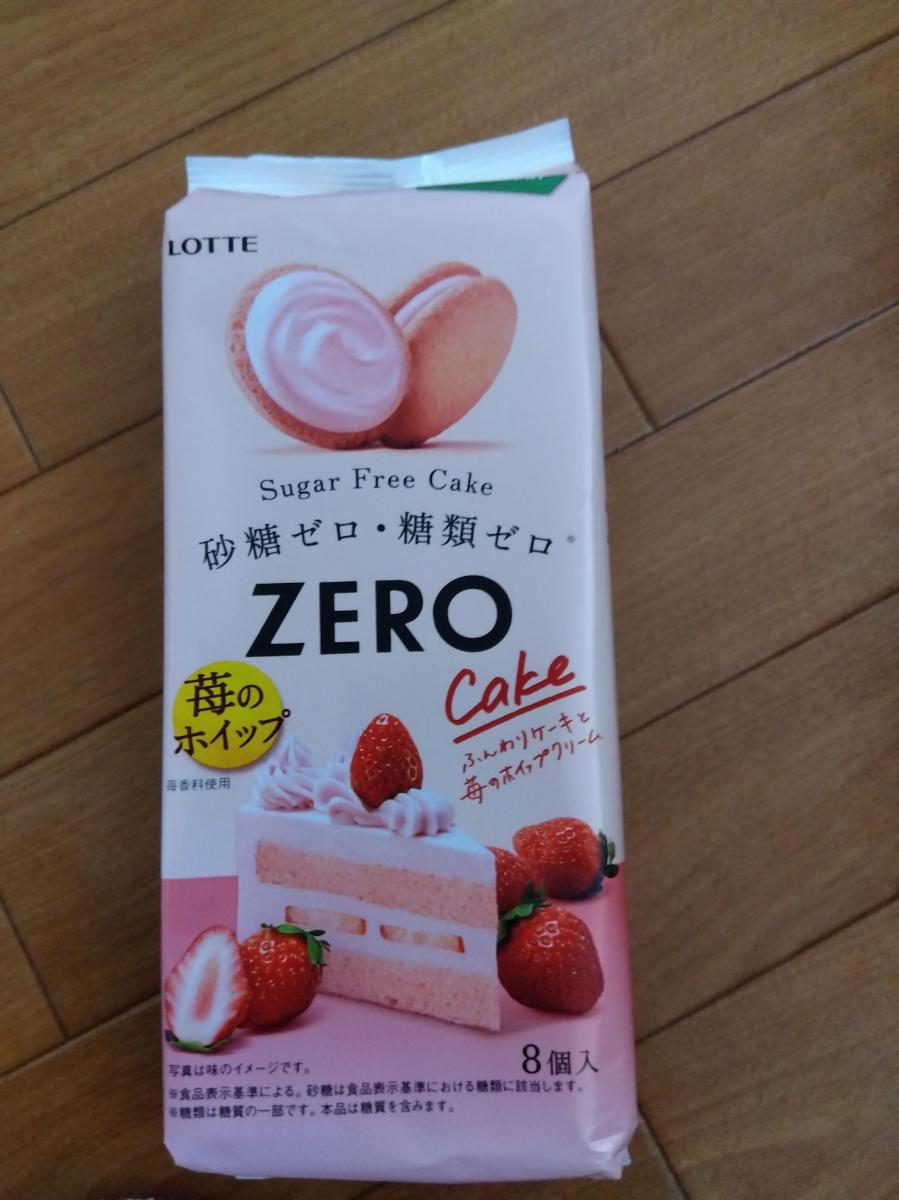 LOTTE
Sugar Free Cake
砂糖ゼロ・糖類ゼロ※
ZERO
Cake
苺の
ホイップ
ふんわりケーキと
苺のホイップクリーム
苺香料使用
8個入
写真は味のイメージです。
※食品表示基準による。砂糖は食品表示基準における糖類に該当します。
※糖類は糖質の一部です。本品は糖質を含みます。